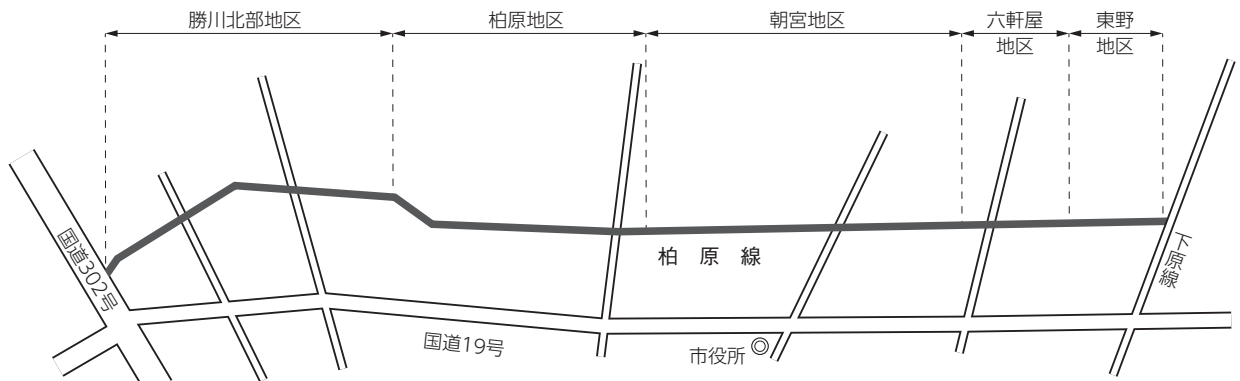 勝川北部地区
柏原地区
朝宮地区
六軒屋
地区
東野
地区
国道302号
柏原線
下原線
国道19号
市役所